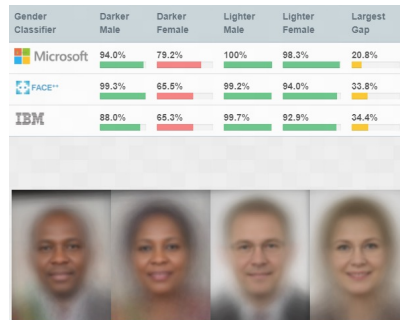 Gender Classifier Darker Male Darker Female Lighter Male Lighter Female Largest Gap
Microsoft 94.0% 79.2% 100% 98.3% 20.8%
FACE++ 99.3% 65.5% 99.2% 94.0% 33.8%
IBM 88.0% 65.3% 99.7% 92.9% 34.4%